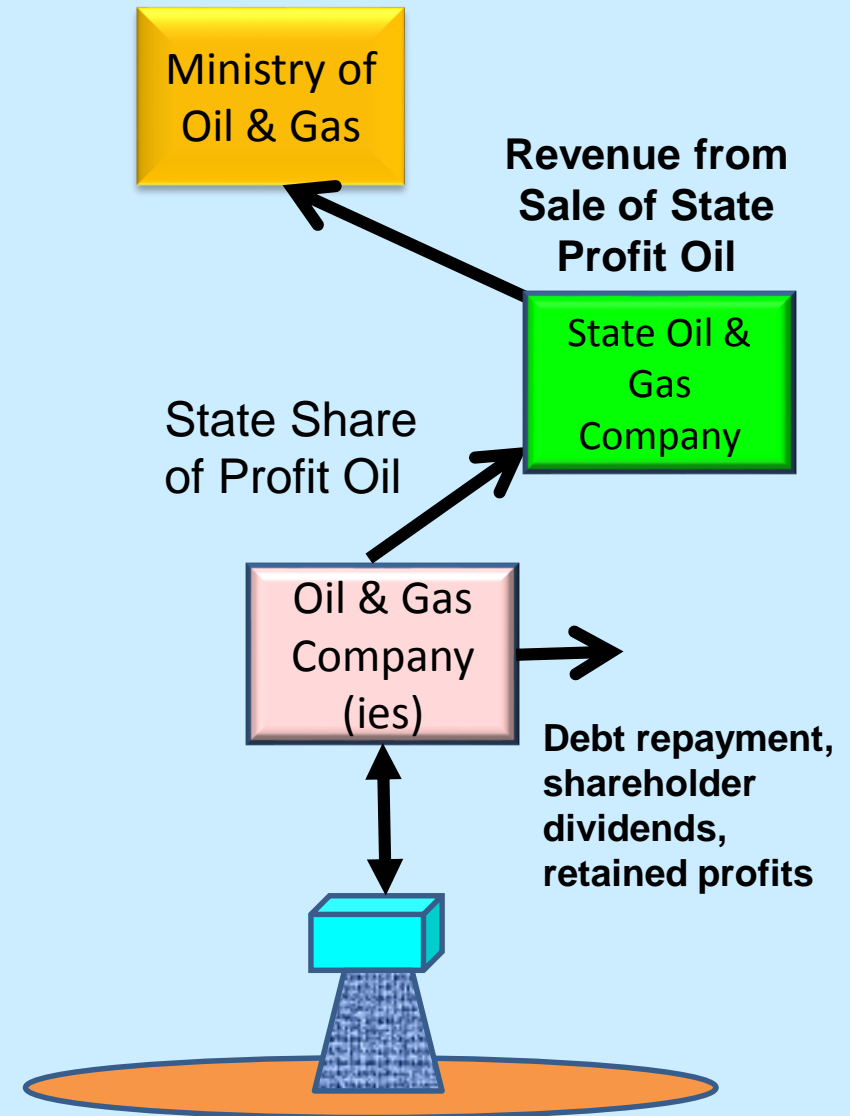 Ministry of
Oil & Gas
Revenue from
Sale of State
Profit Oil
State Oil &
Gas
Company
State Share
of Profit Oil
Oil & Gas
Company
(ies)
Debt repayment,
shareholder
dividends,
retained profits